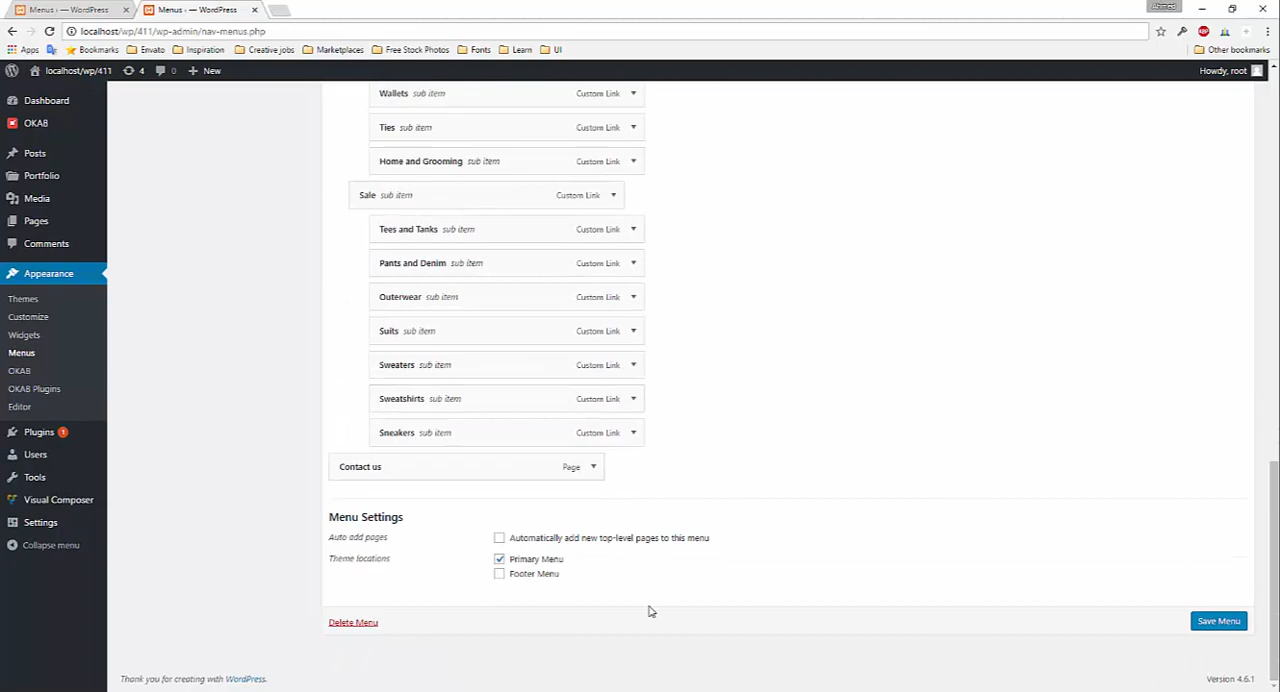 Menus ‹ — WordPress
Menus ‹ — WordPress
Ahmed
localhost/wp/411/wp-admin/nav-menus.php
Apps
Bookmarks
Envato
Inspiration
Creative jobs
Marketplaces
Free Stock Photos
Fonts
Learn
UI
Other bookmarks
localhost/wp/411
4
0
New
Howdy, root
Dashboard
OKAB
Posts
Portfolio
Media
Pages
Comments
Appearance
Themes
Customize
Widgets
Menus
OKAB
OKAB Plugins
Editor
Plugins 1
Users
Tools
Visual Composer
Settings
Collapse menu
Wallets sub item Custom Link
Ties sub item Custom Link
Home and Grooming sub item Custom Link
Sale sub item Custom Link
Tees and Tanks sub item Custom Link
Pants and Denim sub item Custom Link
Outerwear sub item Custom Link
Suits sub item Custom Link
Sweaters sub item Custom Link
Sweatshirts sub item Custom Link
Sneakers sub item Custom Link
Contact us Page
Menu Settings
Auto add pages Automatically add new top-level pages to this menu
Theme locations Primary Menu
Footer Menu
Delete Menu
Save Menu
Thank you for creating with WordPress.
Version 4.6.1